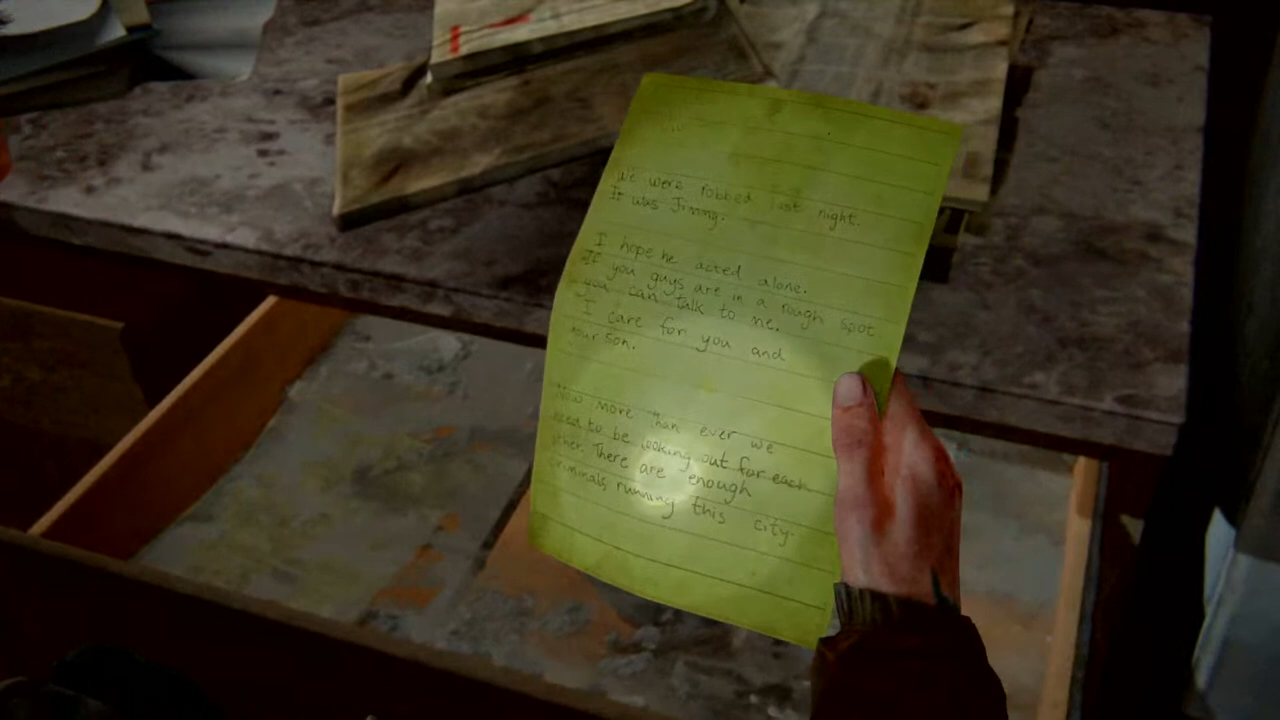 We were robbed last night.
It was Jimmy.
I hope he acted alone.
If you guys are in a rough spot
you can talk to me.
I care for you and
your son.
Now more than ever we
need to be looking out for each
other. There are enough
criminals running this city.